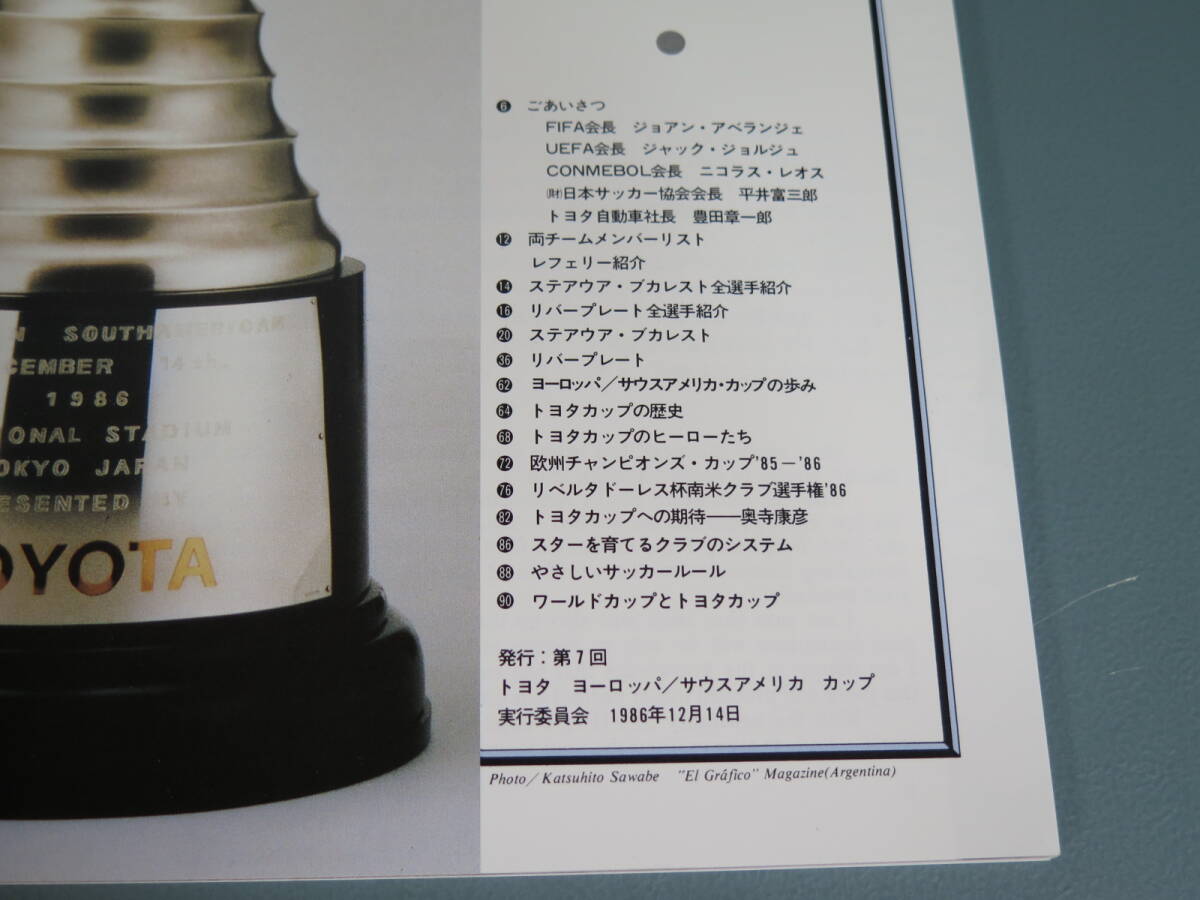 N SOUTHAMERICAN
CEMBER 14
1986
ONAL STADIUM
OKYO JAPAN
ESENTED BY
OYOTA
❻ ごあいさつ
FIFA会長 ジョアン・アベランジェ
UEFA会長 ジャック・ジョルジュ
CONMEBOL会長 ニコラス・レオス
㈶日本サッカー協会会長 平井富三郎
トヨタ自動車社長 豊田章一郎
⓬ 両チームメンバーリスト
レフェリー紹介
⓮ ステアウア・ブカレスト全選手紹介
⓰ リバープレート全選手紹介
⓴ ステアウア・ブカレスト
36 リバープレート
62 ヨーロッパ/サウスアメリカ・カップの歩み
64 トヨタカップの歴史
68 トヨタカップのヒーローたち
72 欧州チャンピオンズ・カップ'85-'86
76 リベルタドーレス杯南米クラブ選手権'86
82 トヨタカップへの期待——奥寺康彦
86 スターを育てるクラブのシステム
88 やさしいサッカールール
90 ワールドカップとトヨタカップ
発行：第7回
トヨタ ヨーロッパ/サウスアメリカ カップ
実行委員会 1986年12月14日
Photo/Katsuhito Sawabe "El Gráfico" Magazine(Argentina)